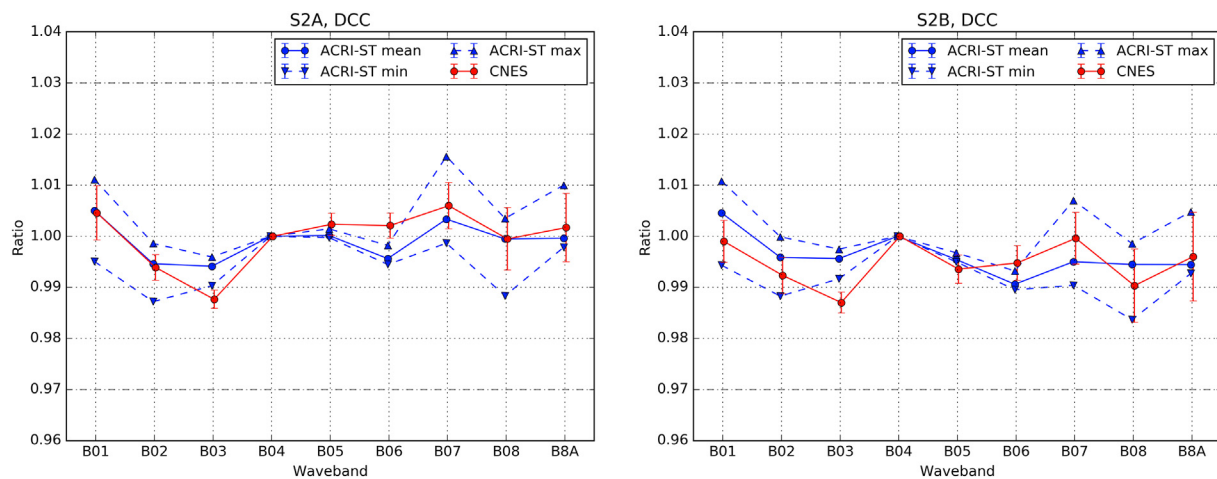 S2A, DCC
1.04
1.03
1.02
1.01
1.00
0.99
0.98
0.97
0.96
Ratio
ACRI-ST mean
ACRI-ST min
ACRI-ST max
CNES
B01 B02 B03 B04 B05 B06 B07 B08 B8A
Waveband
S2B, DCC
1.04
1.03
1.02
1.01
1.00
0.99
0.98
0.97
0.96
Ratio
ACRI-ST mean
ACRI-ST min
ACRI-ST max
CNES
B01 B02 B03 B04 B05 B06 B07 B08 B8A
Waveband